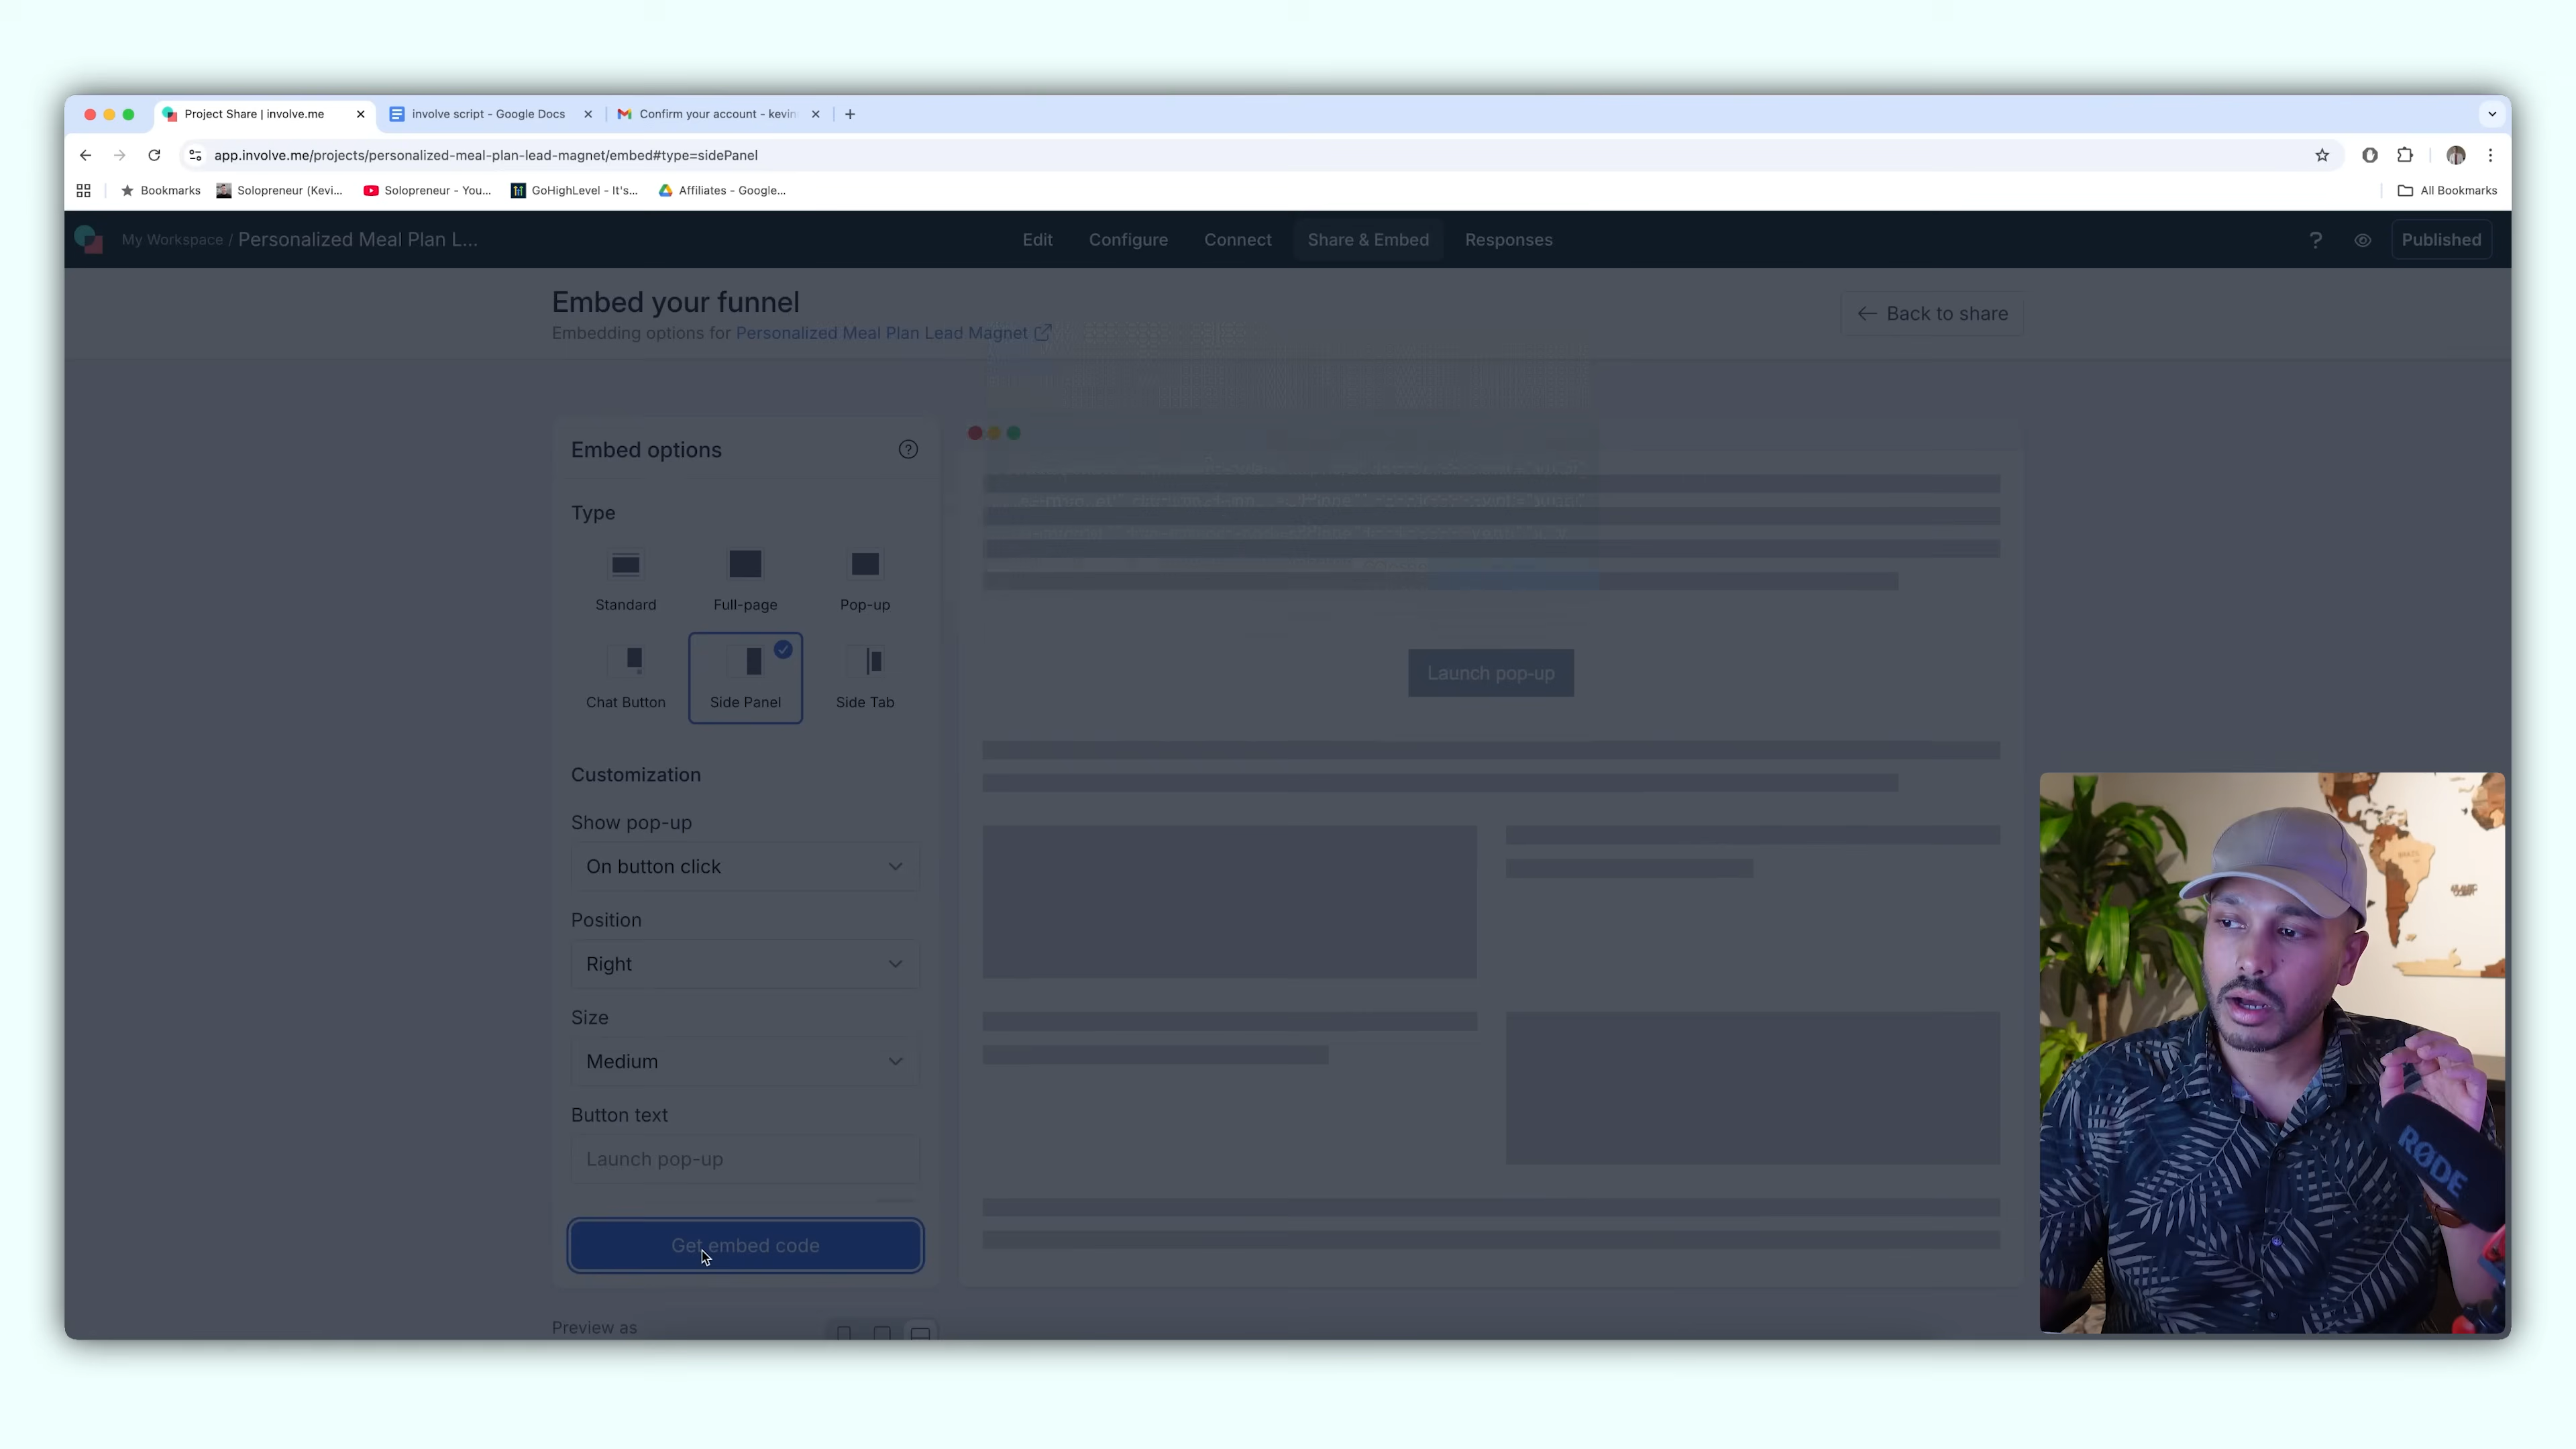 Project Share | involve.me
involve script - Google Docs
Confirm your account - kevin
app.involve.me/projects/personalized-meal-plan-lead-magnet/embed#type=sidePanel
Bookmarks
Solopreneur (Kevi...
Solopreneur - You...
GoHighLevel - It's...
Affiliates - Google...
All Bookmarks
My Workspace / Personalized Meal Plan L...
Edit
Configure
Connect
Share & Embed
Responses
?
Published
Embed your funnel
Embedding options for Personalized Meal Plan Lead Magnet
Back to share
Embed options
?
Type
Standard
Full-page
Pop-up
Chat Button
Side Panel
Side Tab
Launch pop-up
Customization
Show pop-up
On button click
Position
Right
Size
Medium
Button text
Launch pop-up
Get embed code
Preview as
BRAZIL
RØDE